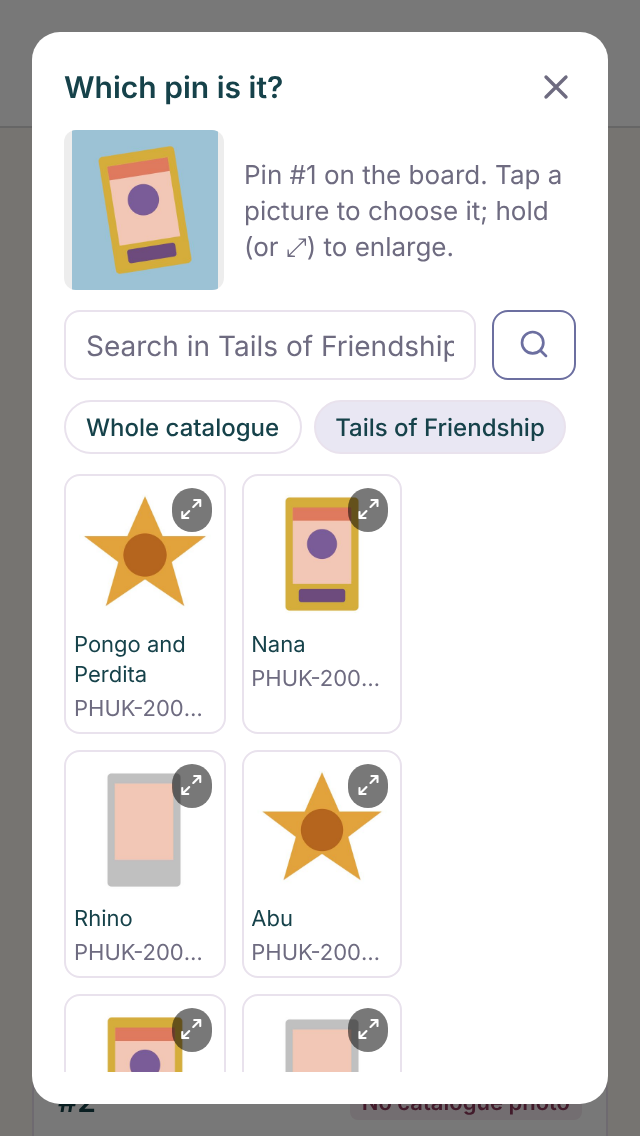 Which pin is it?
Pin #1 on the board. Tap a
picture to choose it; hold
(or ⤢) to enlarge.
Search in Tails of Friendship
Whole catalogue
Tails of Friendship
Pongo and
Perdita
PHUK-200...
Nana
PHUK-200...
Rhino
PHUK-200...
Abu
PHUK-200...
#2
No catalogue photo